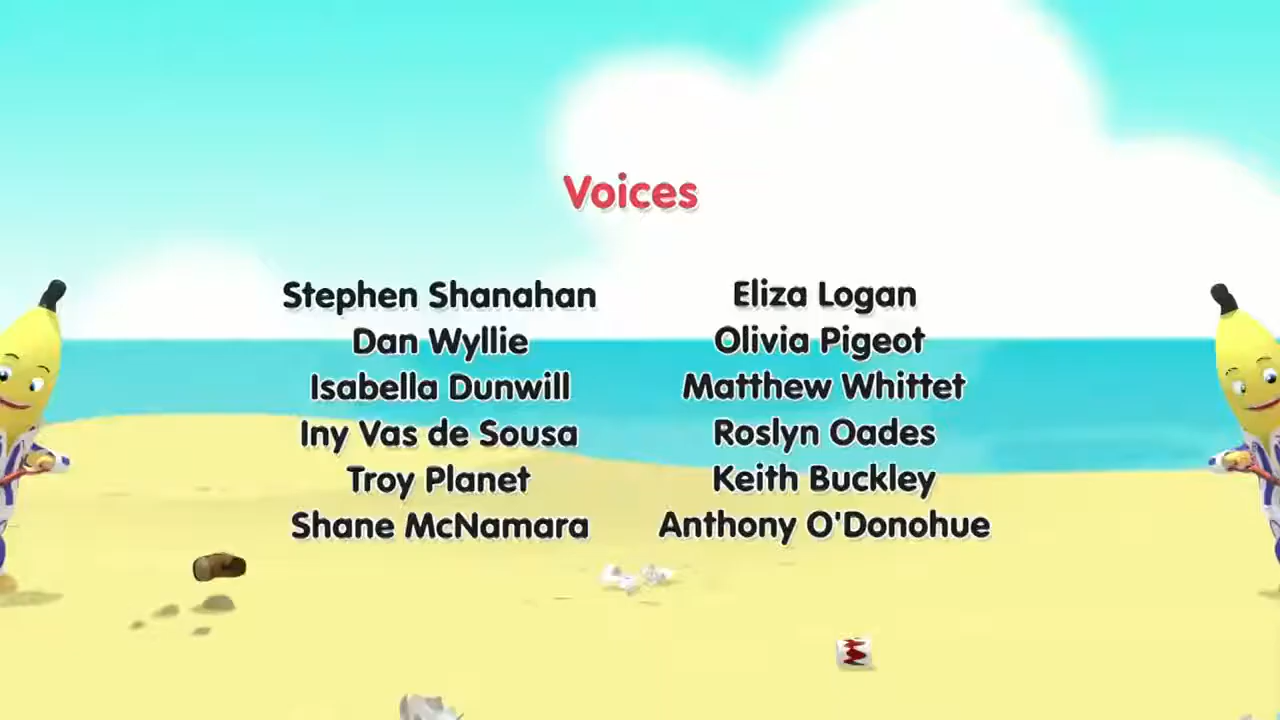 Voices
Stephen Shanahan
Dan Wyllie
Isabella Dunwill
Iny Vas de Sousa
Troy Planet
Shane McNamara
Eliza Logan
Olivia Pigeot
Matthew Whittet
Roslyn Oades
Keith Buckley
Anthony O'Donohue